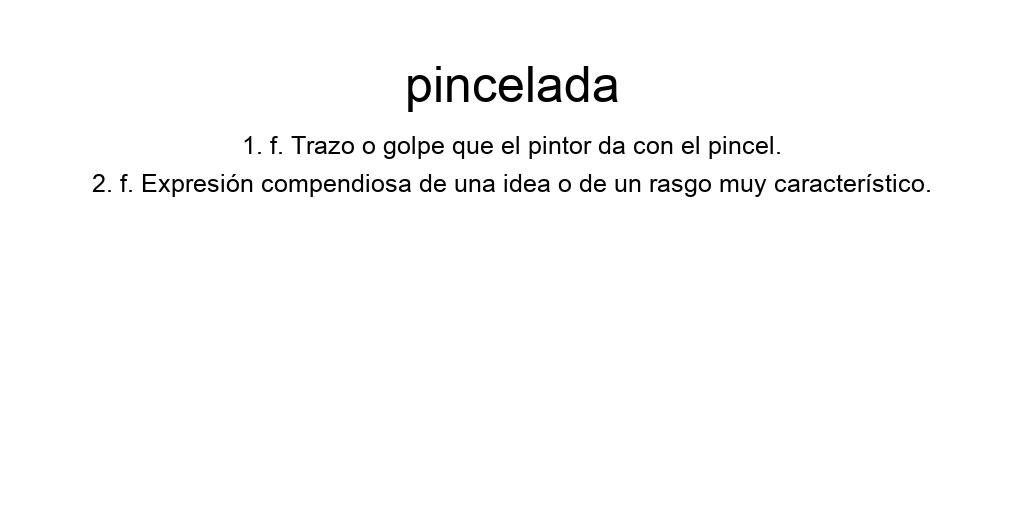 pincelada
1. f. Trazo o golpe que el pintor da con el pincel.
2. f. Expresión compendiosa de una idea o de un rasgo muy característico.